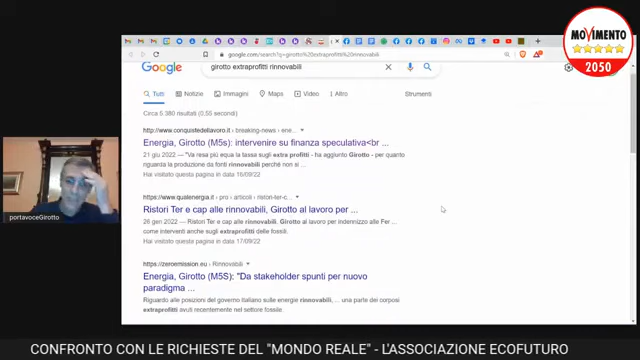 MOVIMENTO
2050
google.com/search?q=girotto%20extraprofitti%20rinnovabili
Google
girotto extraprofitti rinnovabili
Tutti
Notizie
Immagini
Maps
Video
Altro
Strumenti
Circa 5 380 risultati (0,55 secondi)
http://www.conquistedellavoro.it › breaking-news › ene...
Energia, Girotto (M5s): intervenire su finanza speculativa<br ...
21 giu 2022 — "Va resa più equa la tassa sugli extra profitti - ha aggiunto Girotto - per quanto
riguarda la produzione da fonti rinnovabili perché non si ...
Hai visitato questa pagina in data 16/09/22
https://www.qualenergia.it › pro › articoli › ristori-ter-c...
Ristori Ter e cap alle rinnovabili, Girotto al lavoro per ...
26 gen 2022 — Ristori Ter e cap alle rinnovabili, Girotto al lavoro per indennizzo alle Fer ...
come interventi anche sugli extraprofitti delle fossili.
Hai visitato questa pagina in data 17/09/22
https://zeroemission.eu › Rinnovabili
Energia, Girotto (M5S): "Da stakeholder spunti per nuovo
paradigma ...
Riguardo alle posizioni del governo italiano sulle energie rinnovabili, ... una parte dei corposi
extraprofitti avuti recentemente nel settore fossile
portavoceGirotto
CONFRONTO CON LE RICHIESTE DEL "MONDO REALE" - L'ASSOCIAZIONE ECOFUTURO